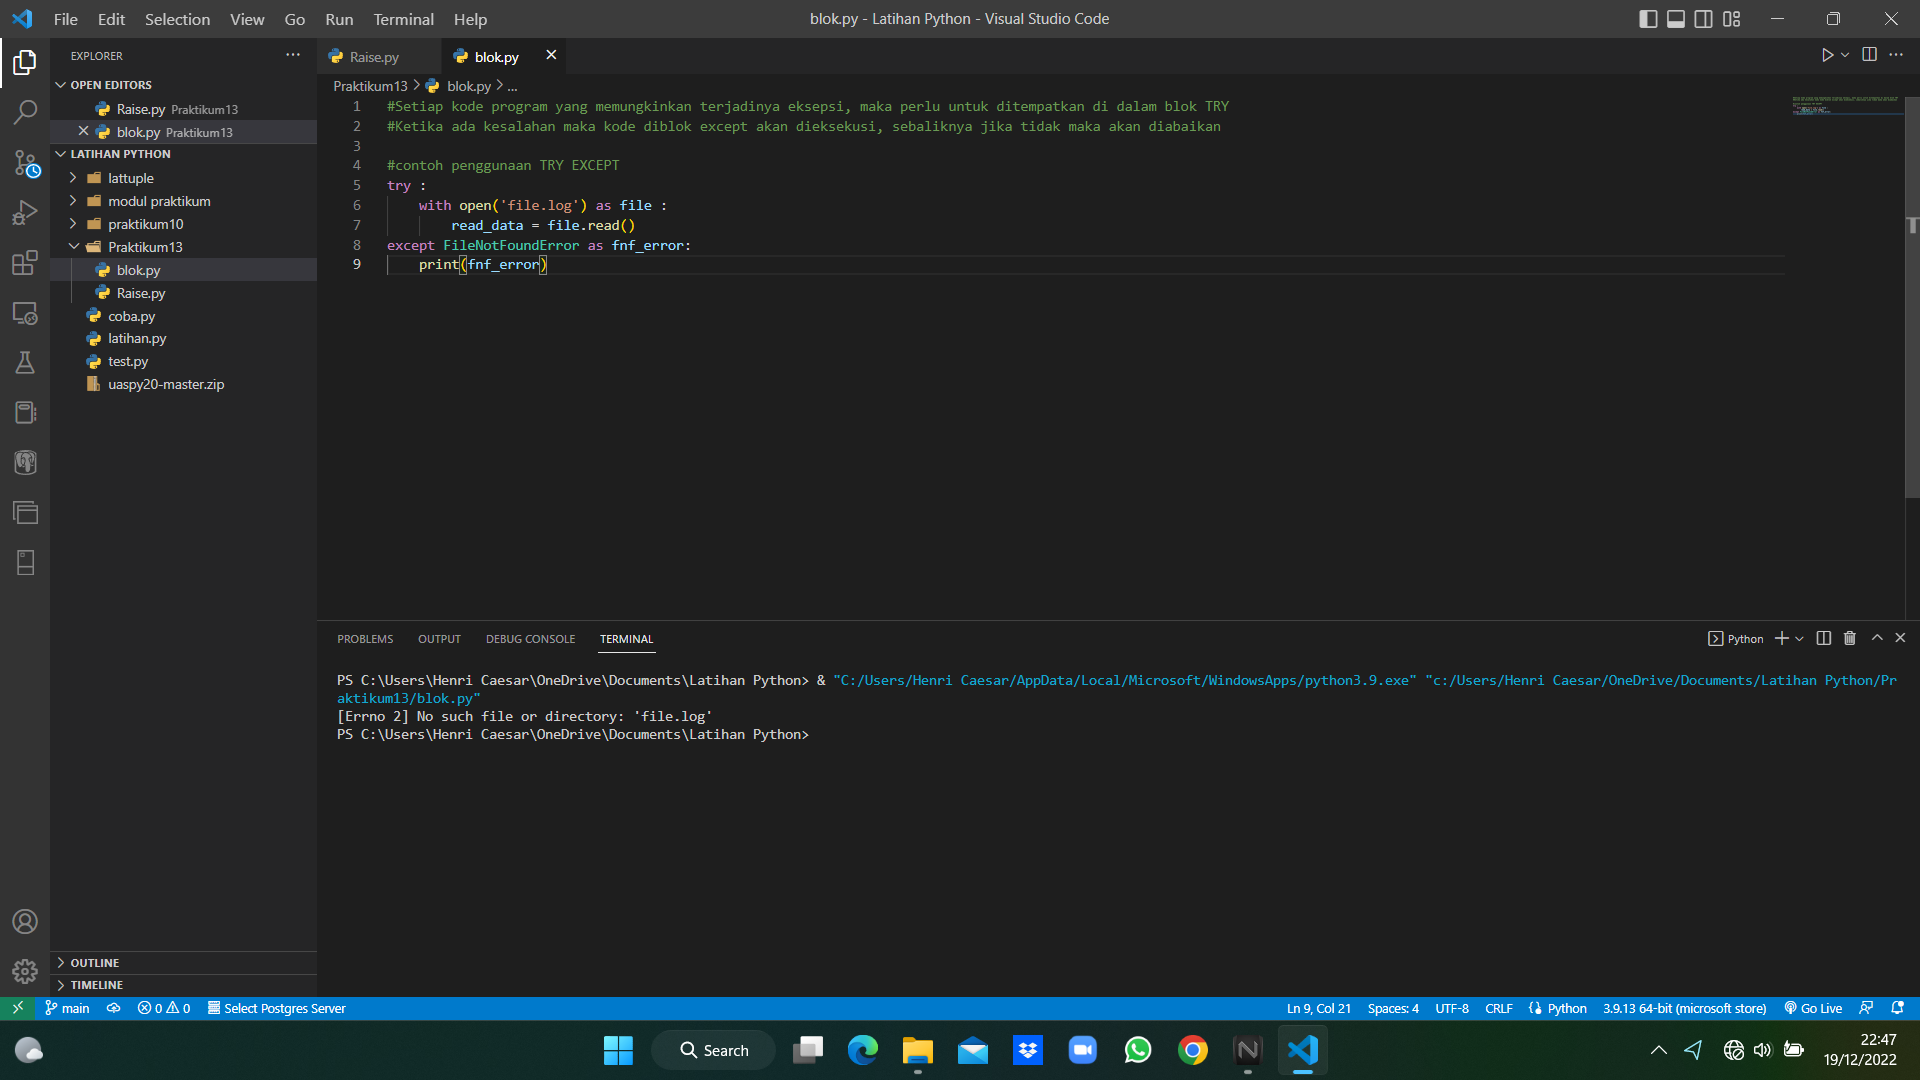 File Edit Selection View Go Run Terminal Help
blok.py - Latihan Python - Visual Studio Code
EXPLORER
OPEN EDITORS
Raise.py Praktikum13
blok.py Praktikum13
LATIHAN PYTHON
lattuple
modul praktikum
praktikum10
Praktikum13
blok.py
Raise.py
coba.py
latihan.py
test.py
uaspy20-master.zip
OUTLINE
TIMELINE
Raise.py
blok.py
Praktikum13 > blok.py > ...
1 #Setiap kode program yang memungkinkan terjadinya eksepsi, maka perlu untuk ditempatkan di dalam blok TRY
2 #Ketika ada kesalahan maka kode diblok except akan dieksekusi, sebaliknya jika tidak maka akan diabaikan
3
4 #contoh penggunaan TRY EXCEPT
5 try :
6     with open('file.log') as file :
7         read_data = file.read()
8 except FileNotFoundError as fnf_error:
9     print(fnf_error)
PROBLEMS OUTPUT DEBUG CONSOLE TERMINAL
Python
PS C:\Users\Henri Caesar\OneDrive\Documents\Latihan Python> & "C:/Users/Henri Caesar/AppData/Local/Microsoft/WindowsApps/python3.9.exe" "c:/Users/Henri Caesar/OneDrive/Documents/Latihan Python/Pr
aktikum13/blok.py"
[Errno 2] No such file or directory: 'file.log'
PS C:\Users\Henri Caesar\OneDrive\Documents\Latihan Python>
main 0 0 Select Postgres Server
Ln 9, Col 21 Spaces: 4 UTF-8 CRLF Python 3.9.13 64-bit (microsoft store) Go Live
Search
22:47
19/12/2022